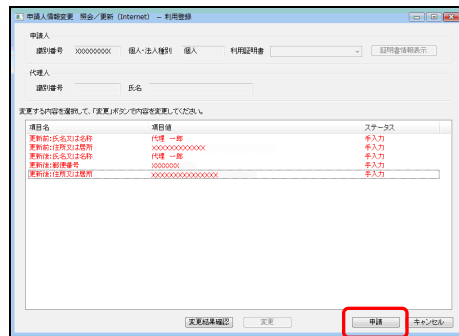 申請人情報変更 照会／更新 (Internet) － 利用登録
申請人
識別番号 XXXXXXXXX 個人・法人種別 個人 利用証明書 証明書情報表示
代理人
識別番号 氏名
変更する内容を選択して、「変更」ボタンで内容を変更してください。
項目名 項目値 ステータス
更新前:氏名又は名称 代理 一郎 手入力
更新前:住所又は居所 XXXXXXXXXXXX 手入力
更新後:氏名又は名称 代理 一郎 手入力
更新後:郵便番号 XXXXXXX 手入力
更新後:住所又は居所 XXXXXXXXXXXXXXX 手入力
変更結果確認 変更 申請 キャンセル